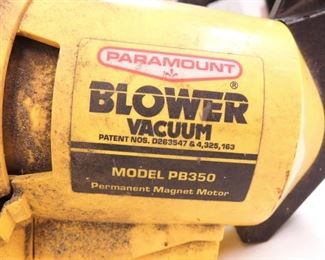 PARAMOUNT
BLOWER®
VACUUM
PATENT NOS. D263547 & 4,325,163
MODEL PB350
Permanent Magnet Motor